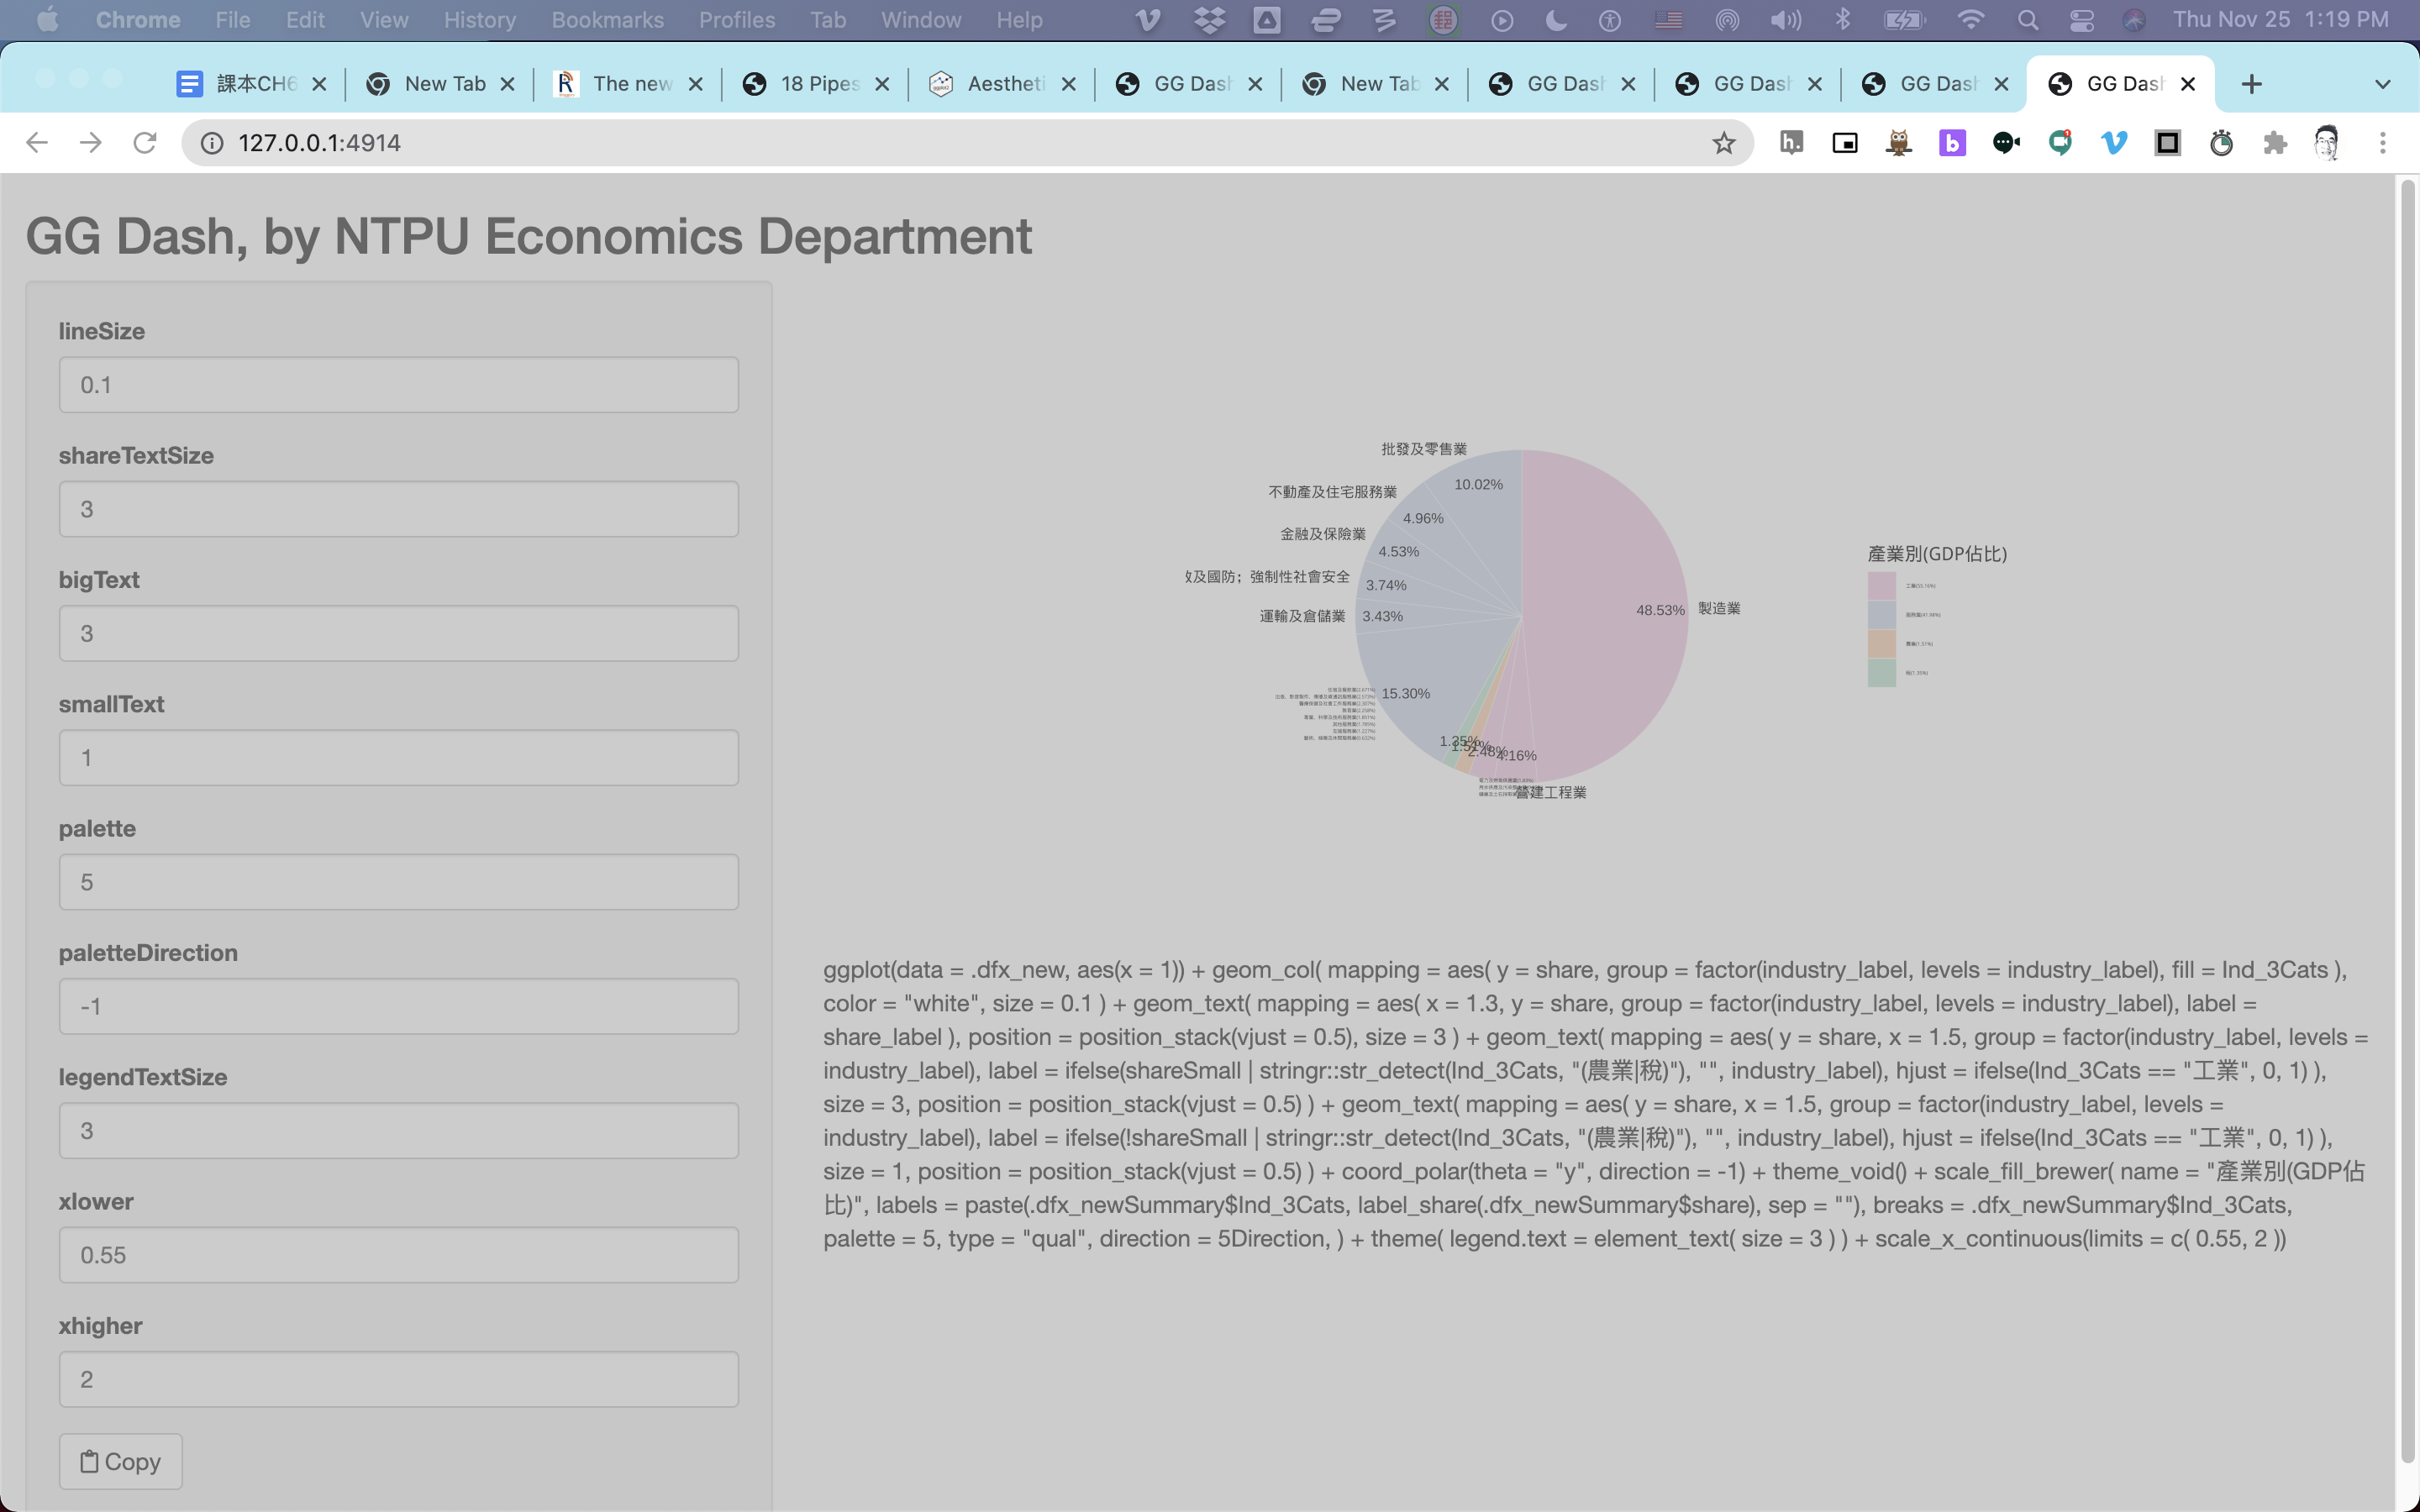 Chrome File Edit View History Bookmarks Profiles Tab Window Help Thu Nov 25 1:19 PM
課本CH6 New Tab The new 18 Pipes Aestheti GG Dash New Tab GG Dash GG Dash GG Dash GG Dash
127.0.0.1:4914
GG Dash, by NTPU Economics Department
lineSize
0.1
shareTextSize
3
bigText
3
smallText
1
palette
5
paletteDirection
-1
legendTextSize
3
xlower
0.55
xhigher
2
Copy
批發及零售業
10.02%
不動產及住宅服務業
4.96%
金融及保險業
4.53%
及國防；強制性社會安全
3.74%
運輸及倉儲業
3.43%
48.53%
製造業
15.30%
1.35%
1.51%
2.48%
4.16%
營建工程業
產業別(GDP佔比)
ggplot(data = .dfx_new, aes(x = 1)) + geom_col( mapping = aes( y = share, group = factor(industry_label, levels = industry_label), fill = Ind_3Cats ),
color = "white", size = 0.1 ) + geom_text( mapping = aes( x = 1.3, y = share, group = factor(industry_label, levels = industry_label), label =
share_label ), position = position_stack(vjust = 0.5), size = 3 ) + geom_text( mapping = aes( y = share, x = 1.5, group = factor(industry_label, levels =
industry_label), label = ifelse(shareSmall | stringr::str_detect(Ind_3Cats, "(農業|稅)"), "", industry_label), hjust = ifelse(Ind_3Cats == "工業", 0, 1) ),
size = 3, position = position_stack(vjust = 0.5) ) + geom_text( mapping = aes( y = share, x = 1.5, group = factor(industry_label, levels =
industry_label), label = ifelse(!shareSmall | stringr::str_detect(Ind_3Cats, "(農業|稅)"), "", industry_label), hjust = ifelse(Ind_3Cats == "工業", 0, 1) ),
size = 1, position = position_stack(vjust = 0.5) ) + coord_polar(theta = "y", direction = -1) + theme_void() + scale_fill_brewer( name = "產業別(GDP佔
比)", labels = paste(.dfx_newSummary$Ind_3Cats, label_share(.dfx_newSummary$share), sep = ""), breaks = .dfx_newSummary$Ind_3Cats,
palette = 5, type = "qual", direction = 5Direction, ) + theme( legend.text = element_text( size = 3 ) ) + scale_x_continuous(limits = c( 0.55, 2 ))